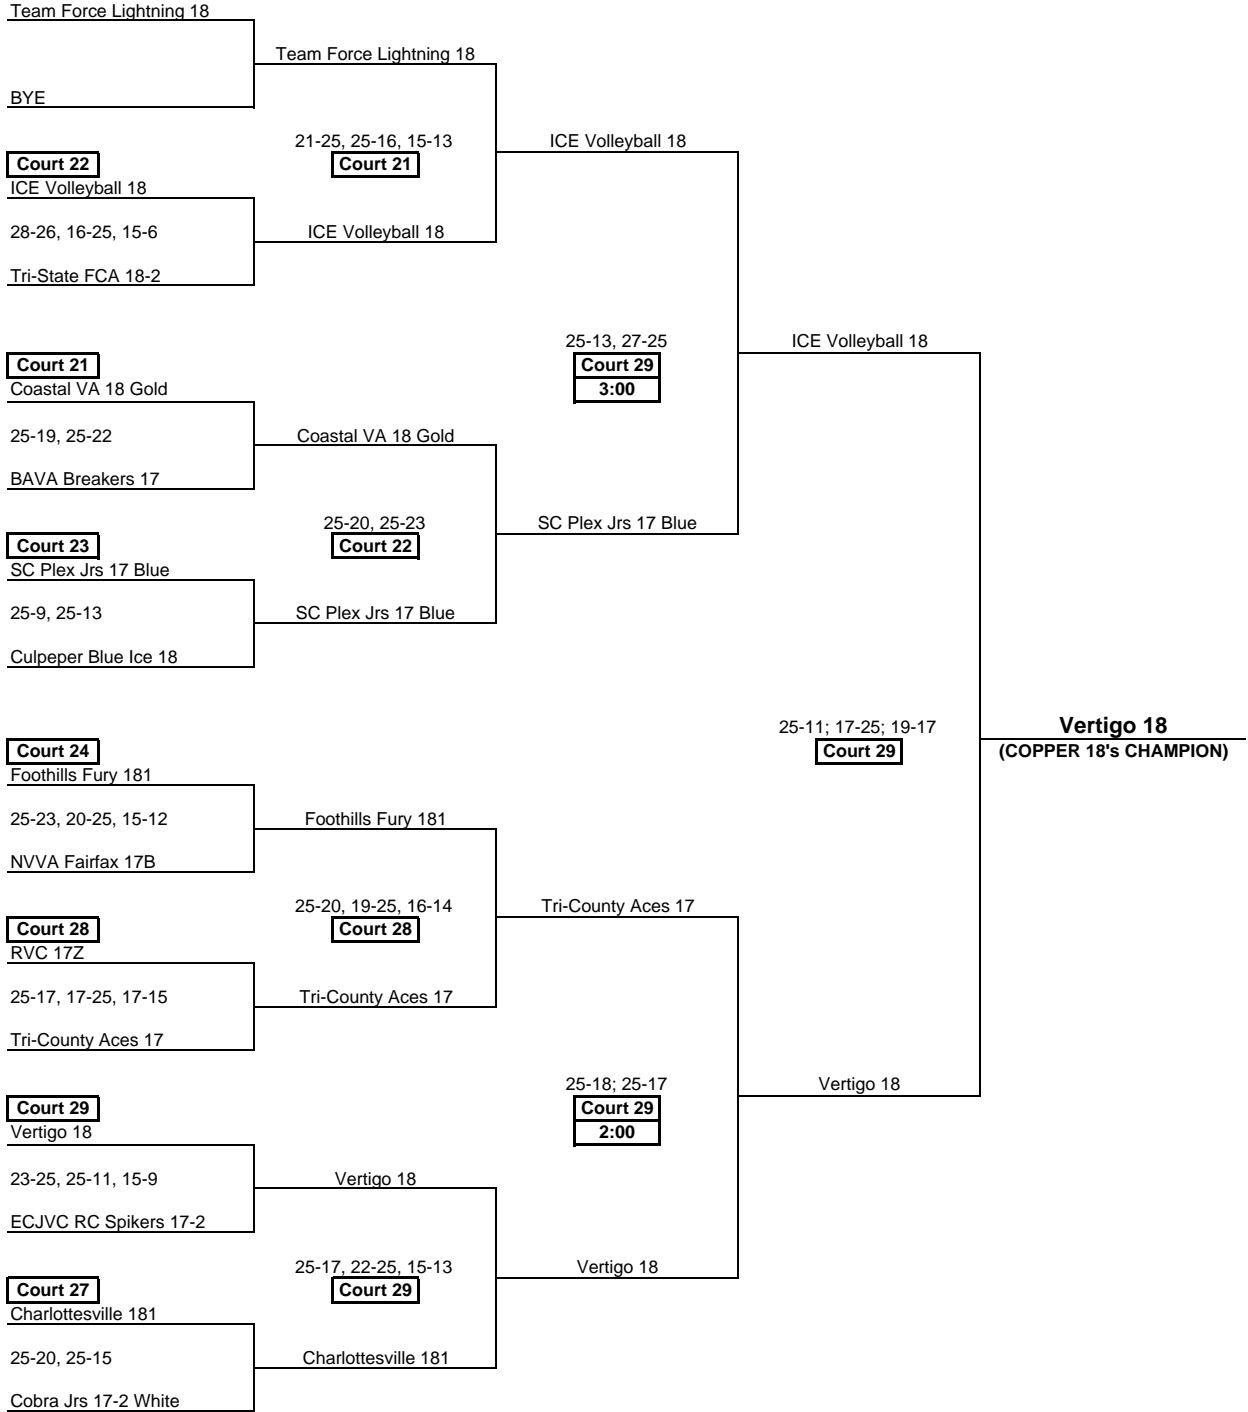 Team Force Lightning 18
Team Force Lightning 18
BYE
21-25, 25-16, 15-13
ICE Volleyball 18
Court 22
Court 21
ICE Volleyball 18
28-26, 16-25, 15-6
ICE Volleyball 18
Tri-State FCA 18-2
25-13, 27-25
ICE Volleyball 18
Court 21
Court 29
Coastal VA 18 Gold
3:00
25-19, 25-22
Coastal VA 18 Gold
BAVA Breakers 17
25-20, 25-23
SC Plex Jrs 17 Blue
Court 23
Court 22
SC Plex Jrs 17 Blue
25-9, 25-13
SC Plex Jrs 17 Blue
Culpeper Blue Ice 18
25-11; 17-25; 19-17
Vertigo 18
Court 24
Court 29
(COPPER 18's CHAMPION)
Foothills Fury 181
25-23, 20-25, 15-12
Foothills Fury 181
NVVA Fairfax 17B
25-20, 19-25, 16-14
Tri-County Aces 17
Court 28
Court 28
RVC 17Z
25-17, 17-25, 17-15
Tri-County Aces 17
Tri-County Aces 17
25-18; 25-17
Vertigo 18
Court 29
Court 29
Vertigo 18
2:00
23-25, 25-11, 15-9
Vertigo 18
ECJVC RC Spikers 17-2
25-17, 22-25, 15-13
Vertigo 18
Court 27
Court 29
Charlottesville 181
25-20, 25-15
Charlottesville 181
Cobra Jrs 17-2 White